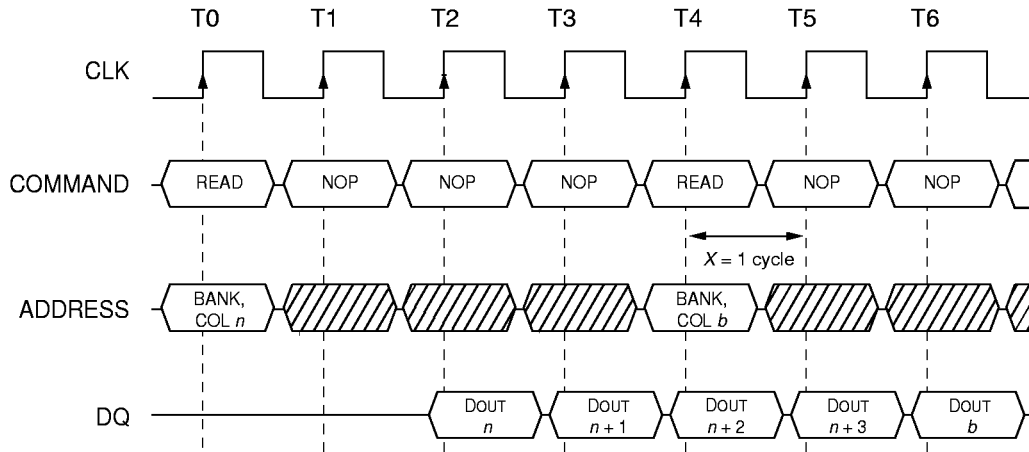 T0 T1 T2 T3 T4 T5 T6
CLK
COMMAND READ NOP NOP NOP READ NOP NOP
X = 1 cycle
ADDRESS
BANK,
COL n
BANK,
COL b
DQ
DOUT
n
DOUT
n + 1
DOUT
n + 2
DOUT
n + 3
DOUT
b